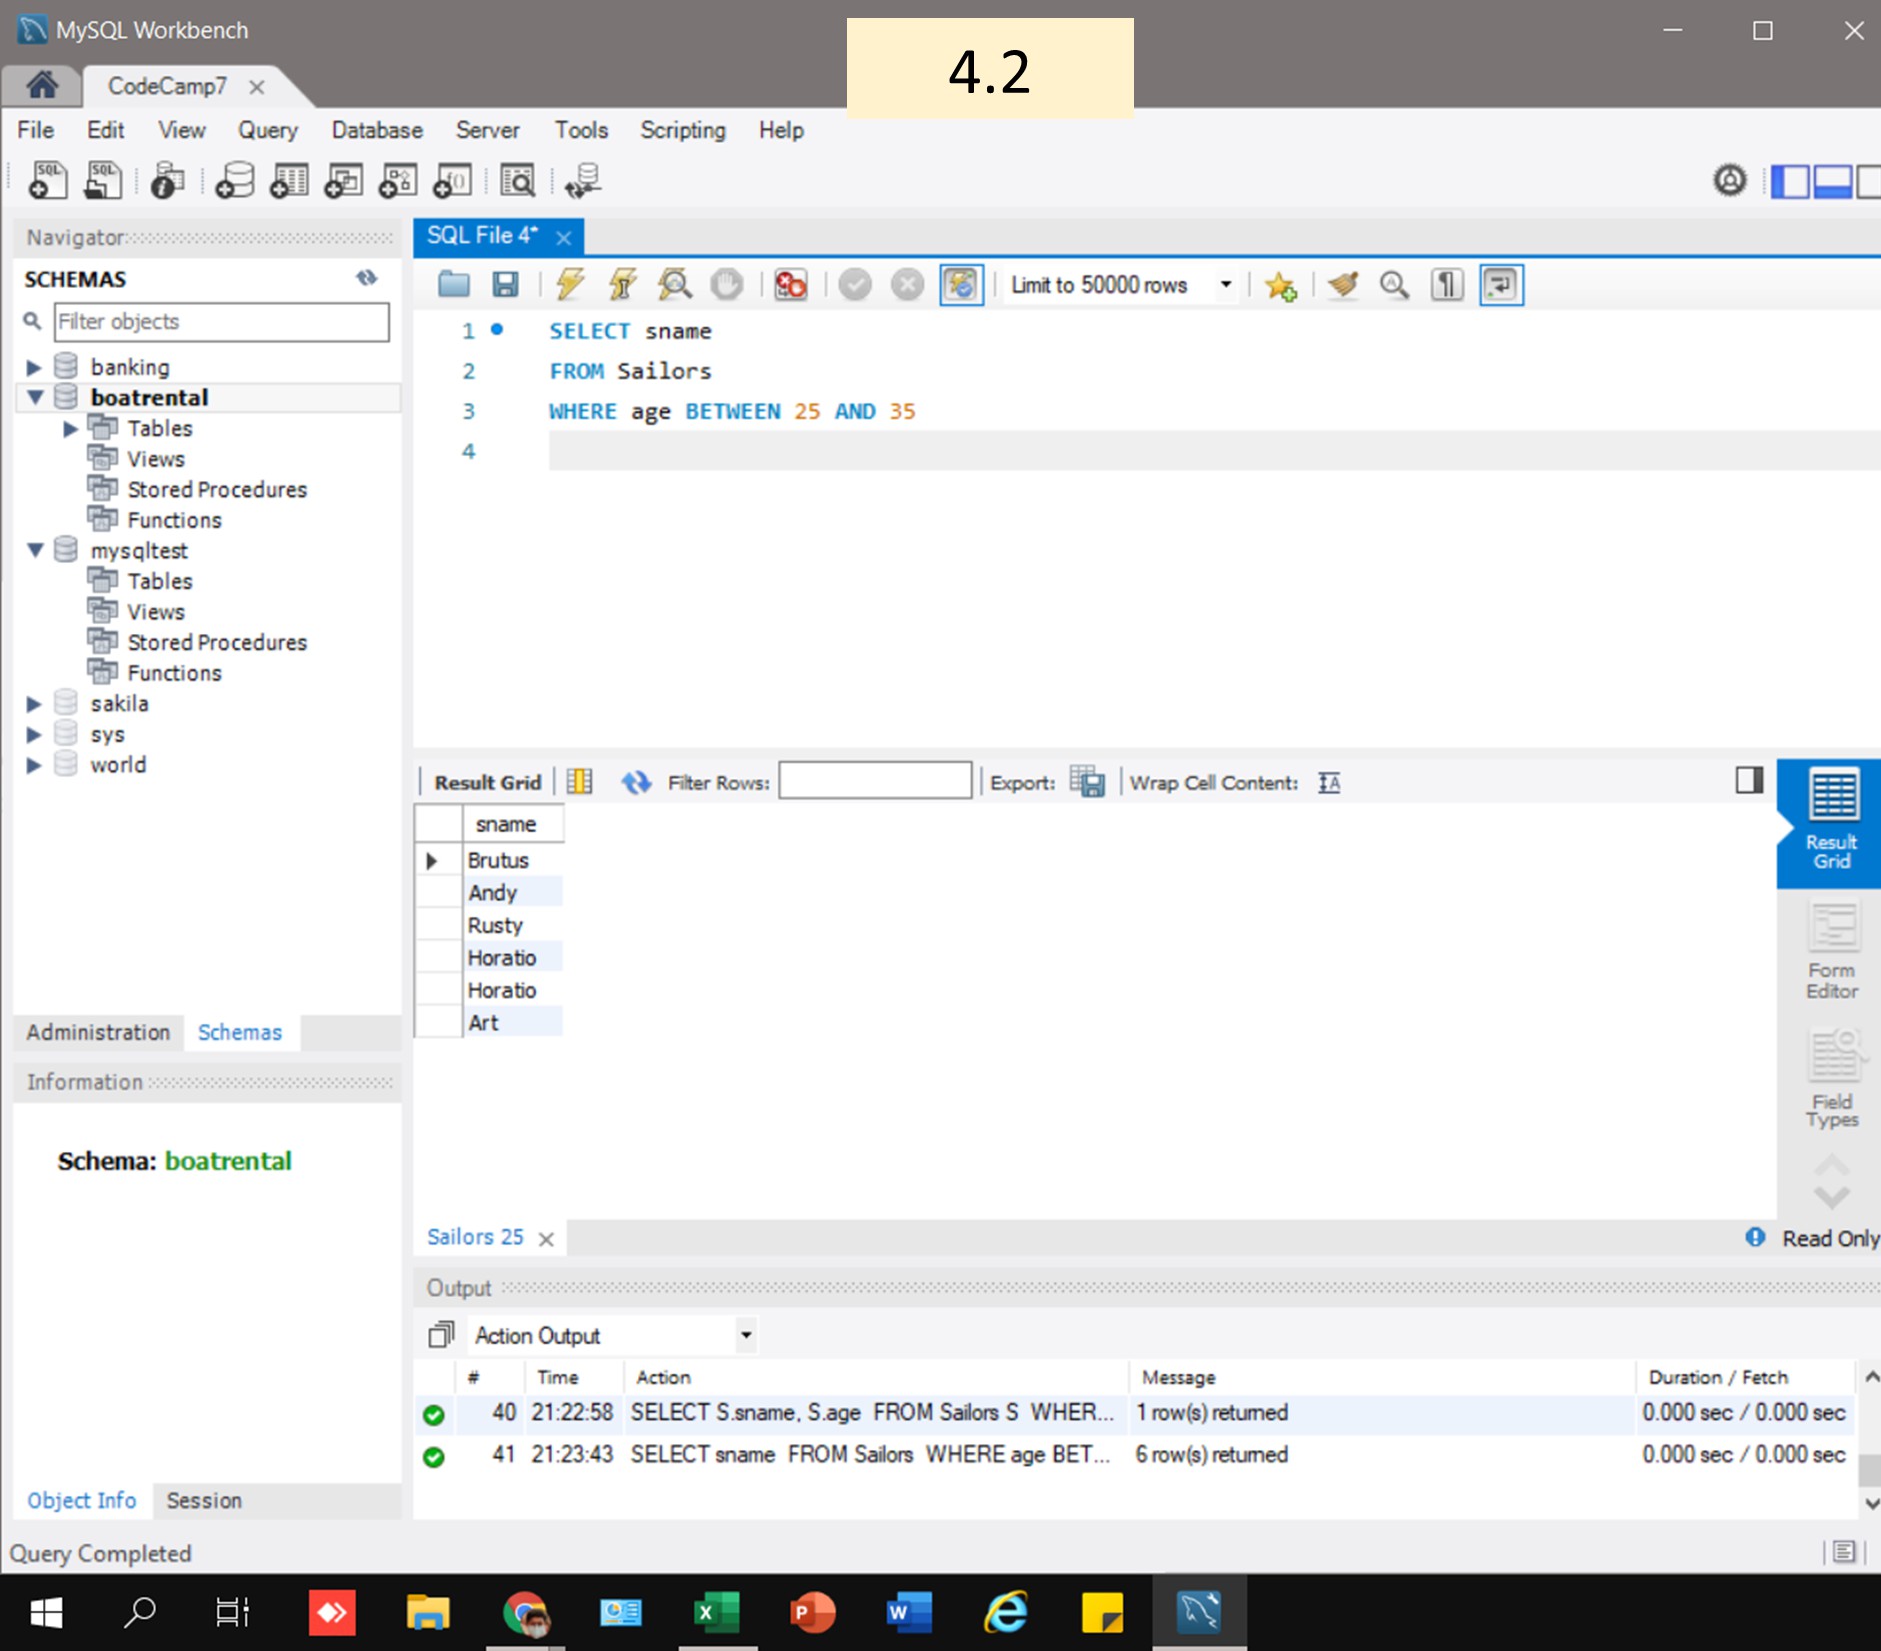 MySQL Workbench
4.2
CodeCamp7
File Edit View Query Database Server Tools Scripting Help
Navigator
SCHEMAS
Filter objects
banking
boatrental
Tables
Views
Stored Procedures
Functions
mysqltest
Tables
Views
Stored Procedures
Functions
sakila
sys
world
Administration Schemas
Information
Schema: boatrental
Object Info Session
SQL File 4*
Limit to 50000 rows
1 SELECT sname
2 FROM Sailors
3 WHERE age BETWEEN 25 AND 35
4
Result Grid Filter Rows: Export: Wrap Cell Content:
sname
Brutus
Andy
Rusty
Horatio
Horatio
Art
Result
Grid
Form
Editor
Field
Types
Sailors 25
Read Only
Output
Action Output
# Time Action Message Duration / Fetch
40 21:22:58 SELECT S.sname, S.age FROM Sailors S WHER... 1 row(s) returned 0.000 sec / 0.000 sec
41 21:23:43 SELECT sname FROM Sailors WHERE age BET... 6 row(s) returned 0.000 sec / 0.000 sec
Query Completed